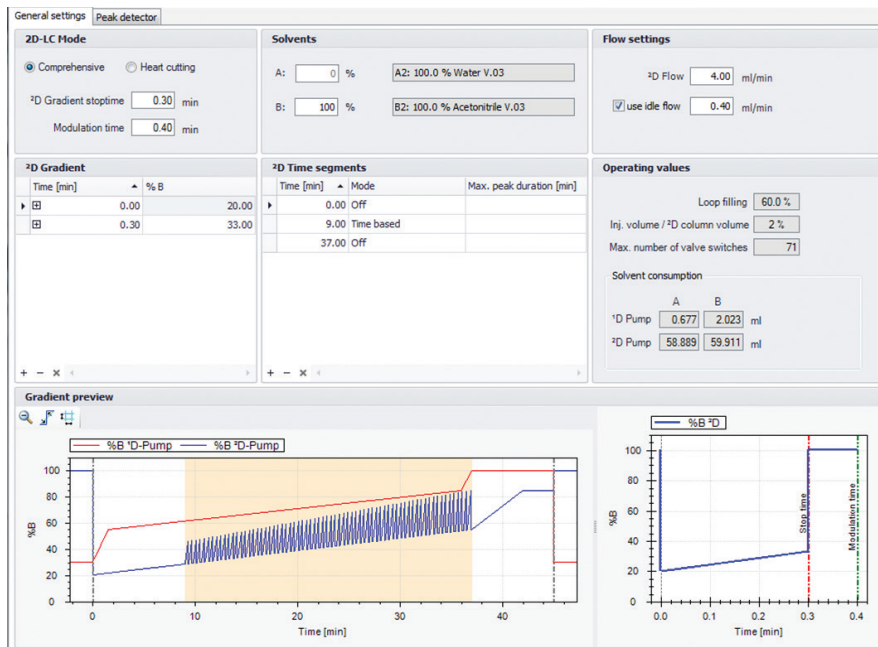 General settings Peak detector
2D-LC Mode
Comprehensive Heart cutting
²D Gradient stoptime 0.30 min
Modulation time 0.40 min
Solvents
A: 0 % A2: 100.0 % Water V.03
B: 100 % B2: 100.0 % Acetonitrile V.03
Flow settings
²D Flow 4.00 ml/min
use idle flow 0.40 ml/min
²D Gradient
Time [min] % B
0.00 20.00
0.30 33.00
²D Time segments
Time [min] Mode Max. peak duration [min]
0.00 Off
9.00 Time based
37.00 Off
Operating values
Loop filling 60.0 %
Inj. volume / ²D column volume 2 %
Max. number of valve switches 71
Solvent consumption
A B
¹D Pump 0.677 2.023 ml
²D Pump 58.889 59.911 ml
Gradient preview
%B ¹D-Pump %B ²D-Pump
100
80
60
40
20
0
%B
0 10 20 30 40
Time [min]
%B ²D
100
80
60
40
20
0
%B
Stop time
Modulation time
0.0 0.1 0.2 0.3 0.4
Time [min]